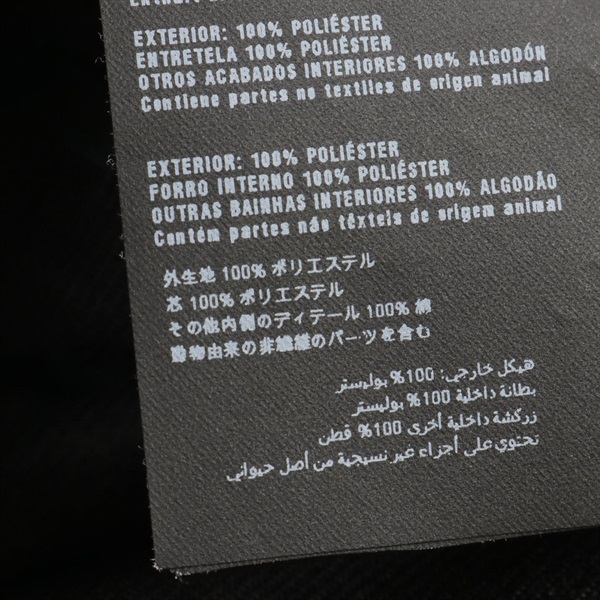 EXTERIOR: 100% POLIÉSTER
ENTRETELA 100% POLIÉSTER
OTROS ACABADOS INTERIORES 100% ALGODÓN
Contiene partes no textiles de origen animal
EXTERIOR: 100% POLIÉSTER
FORRO INTERNO 100% POLIÉSTER
OUTRAS BAINHAS INTERIORES 100% ALGODÃO
Contém partes não têxteis de origem animal
外生地 100% ポリエステル
芯 100% ポリエステル
その他内側のディテール 100% 綿
動物由来の非繊維のパーツを含む
هيكل خارجي: 100% بوليستر
بطانة داخلية 100% بوليستر
زركشة داخلية أخرى 100% قطن
تحتوي على أجزاء غير نسيجية من أصل حيواني